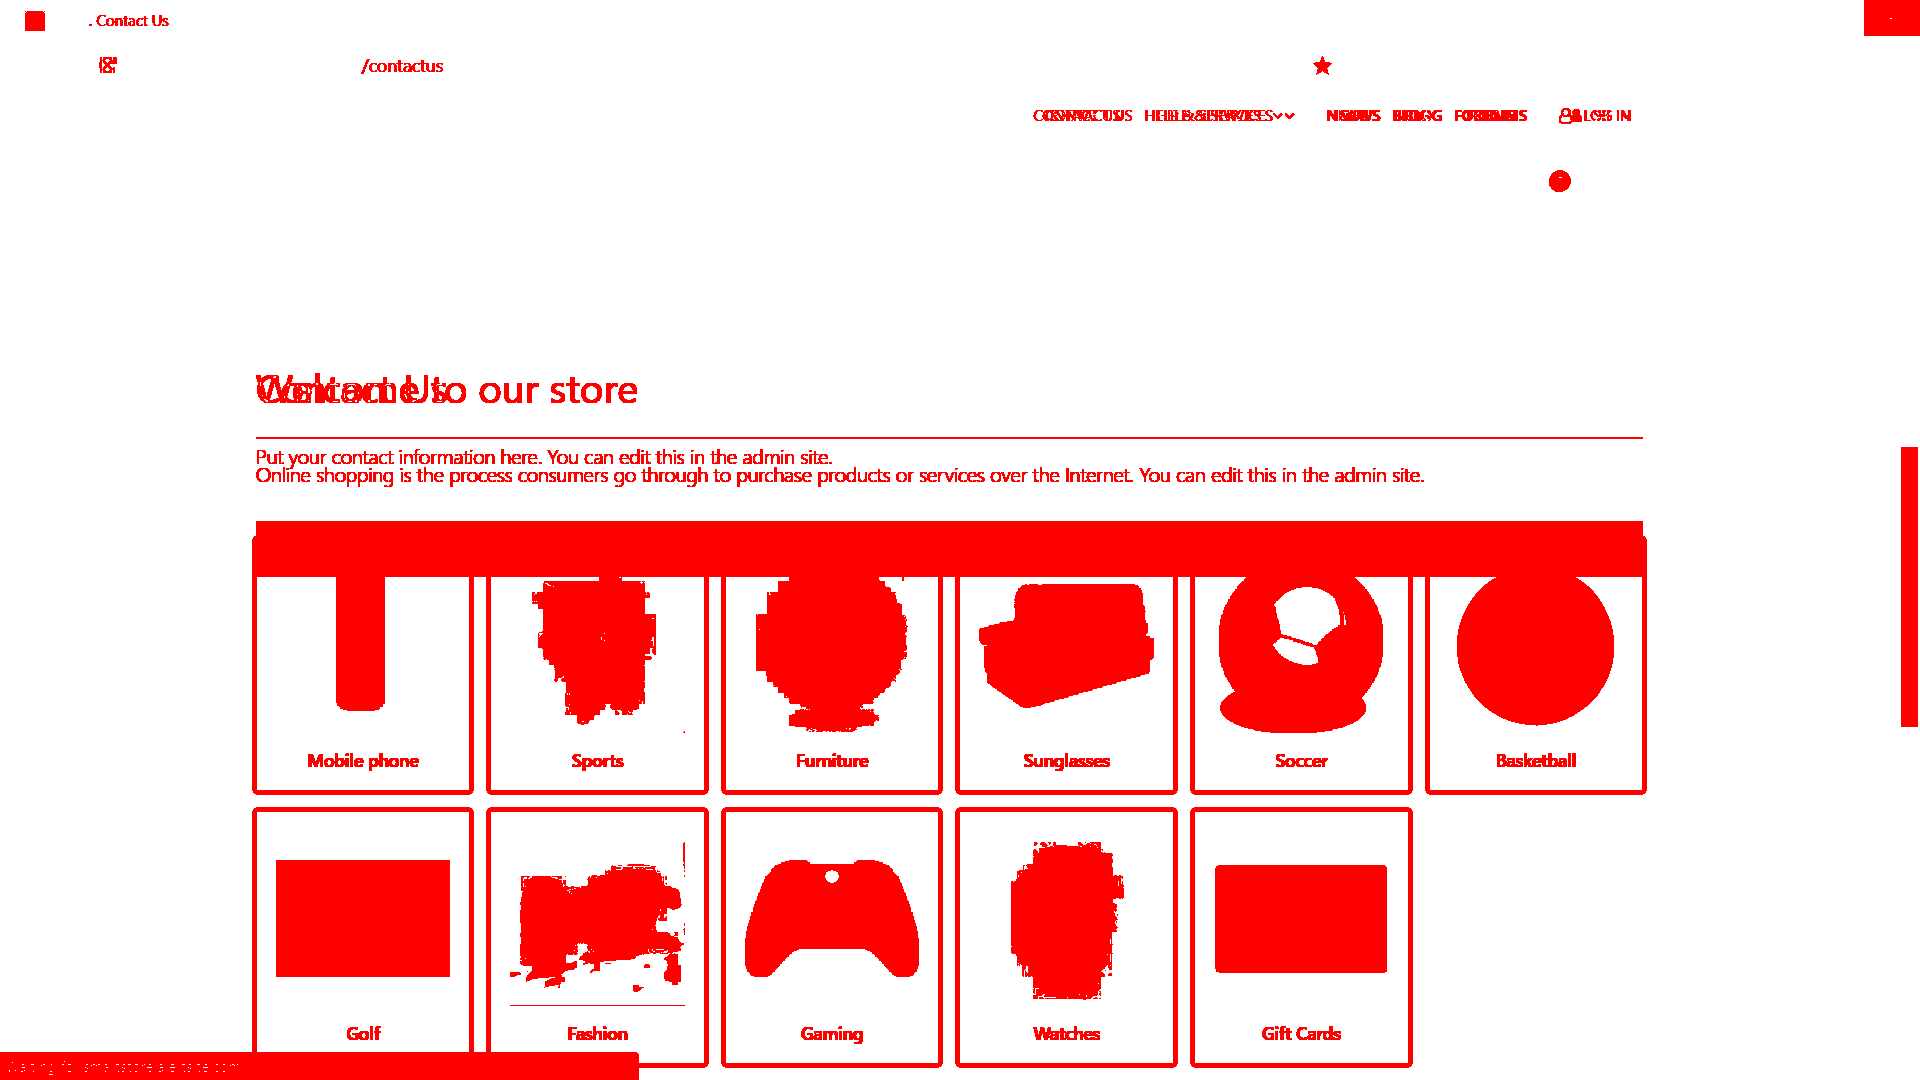 . Contact Us
/contactus
CONTACT US HELP & SERVICES NEWS BLOG FORUMS LOG IN
Welcome to our store
Contact Us
Put your contact information here. You can edit this in the admin site.
Online shopping is the process consumers go through to purchase products or services over the Internet. You can edit this in the admin site.
Mobile phone Sports Furniture Sunglasses Soccer Basketball
Golf Fashion Gaming Watches Gift Cards